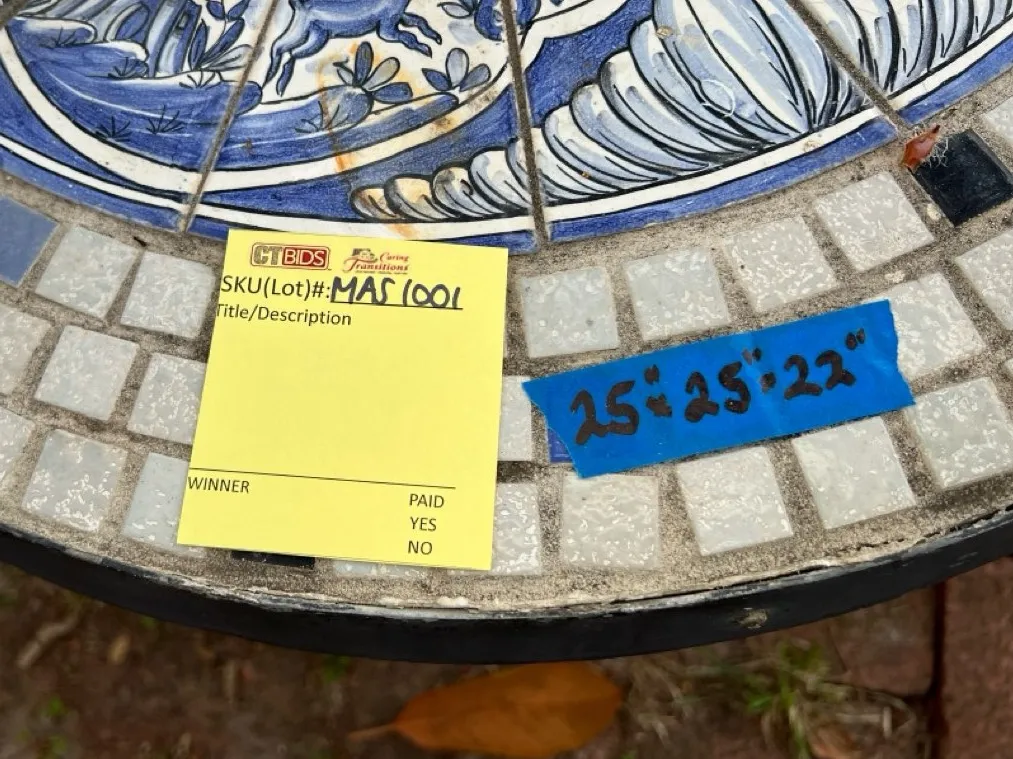 CTBIDS
Caring
Transitions
SKU(Lot)#: MAS 1001
Title/Description
25" x 25" x 22"
WINNER
PAID
YES
NO